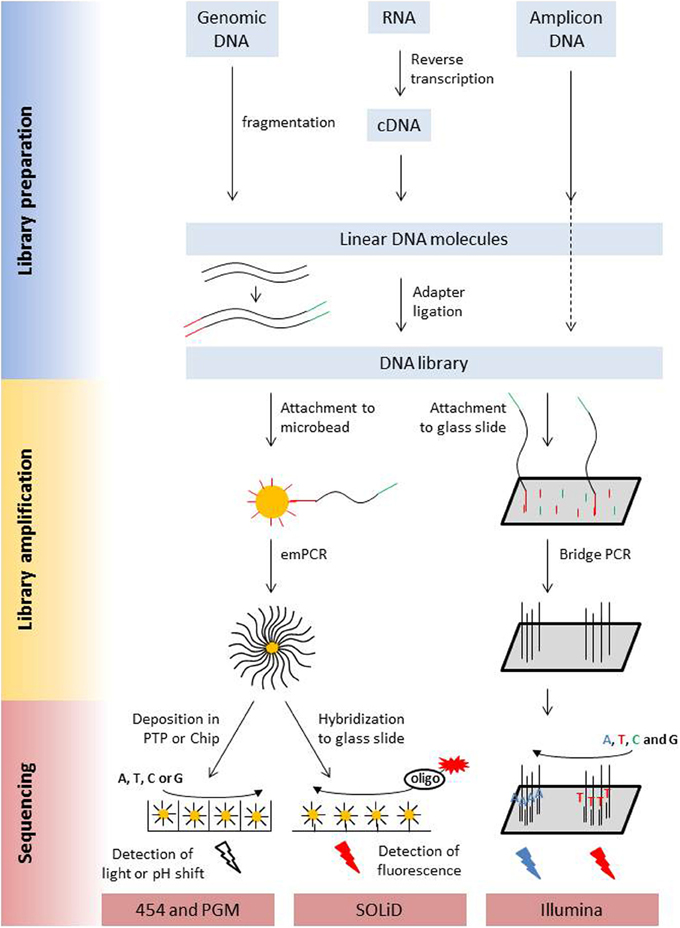 Library preparation
Genomic
DNA
RNA
Amplicon
DNA
Reverse
transcription
fragmentation
cDNA
Linear DNA molecules
Adapter
ligation
DNA library
Library amplification
Attachment to
microbead
Attachment
to glass slide
emPCR
Bridge PCR
Sequencing
Deposition in
PTP or Chip
Hybridization
to glass slide
A, T, C or G
oligo
A, T, C and G
A A A A
T T T T
Detection of
light or pH shift
Detection of
fluorescence
454 and PGM
SOLiD
Illumina